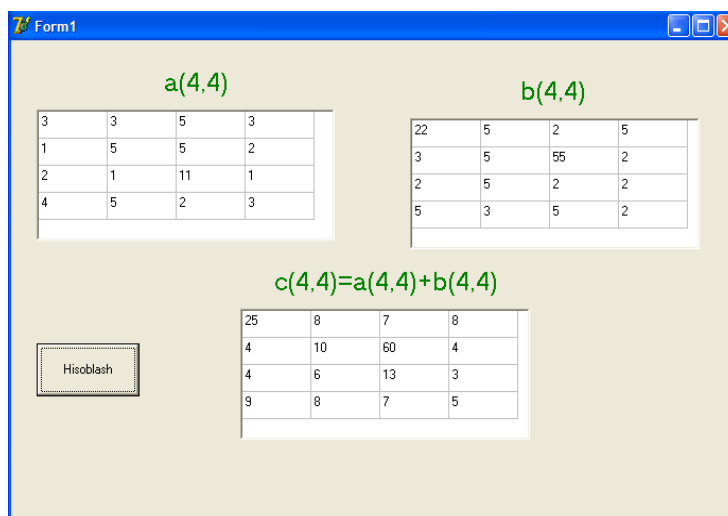 Form1
a(4,4)
3 3 5 3
1 5 5 2
2 1 11 1
4 5 2 3
b(4,4)
22 5 2 5
3 5 55 2
2 5 2 2
5 3 5 2
c(4,4)=a(4,4)+b(4,4)
25 8 7 8
4 10 60 4
4 6 13 3
9 8 7 5
Hisoblash